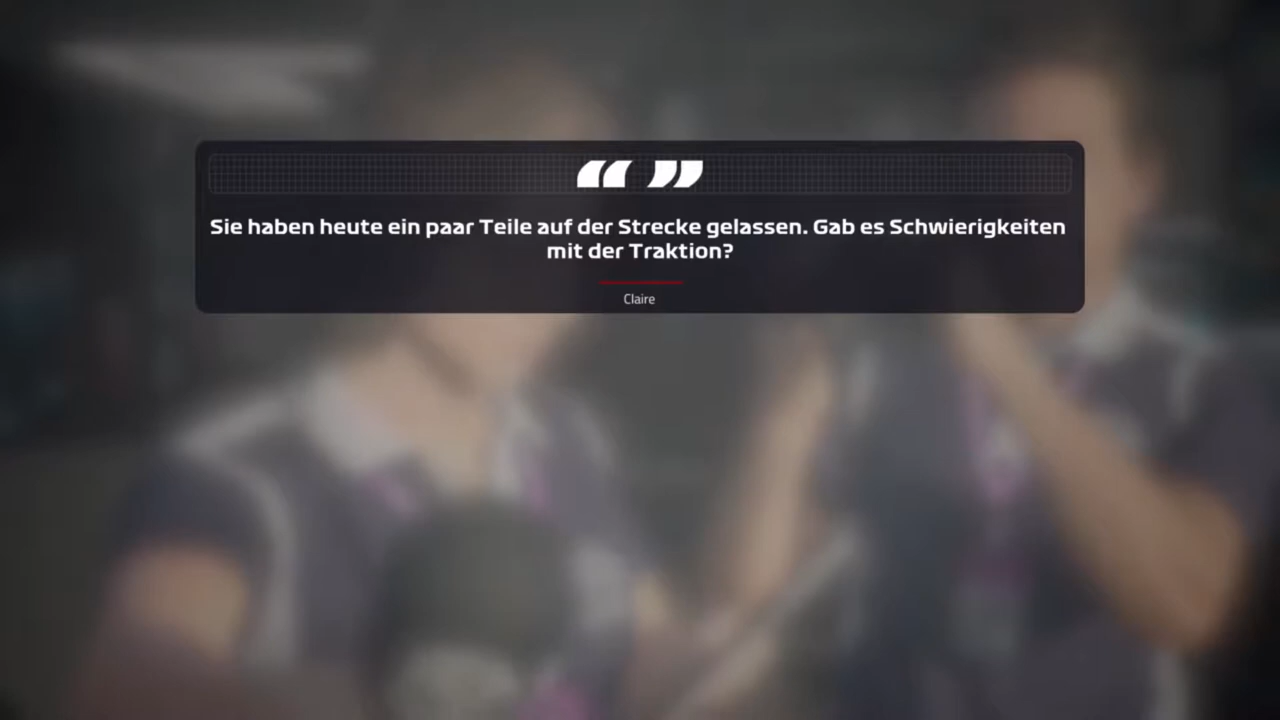 “ ”
Sie haben heute ein paar Teile auf der Strecke gelassen. Gab es Schwierigkeiten
mit der Traktion?
Claire